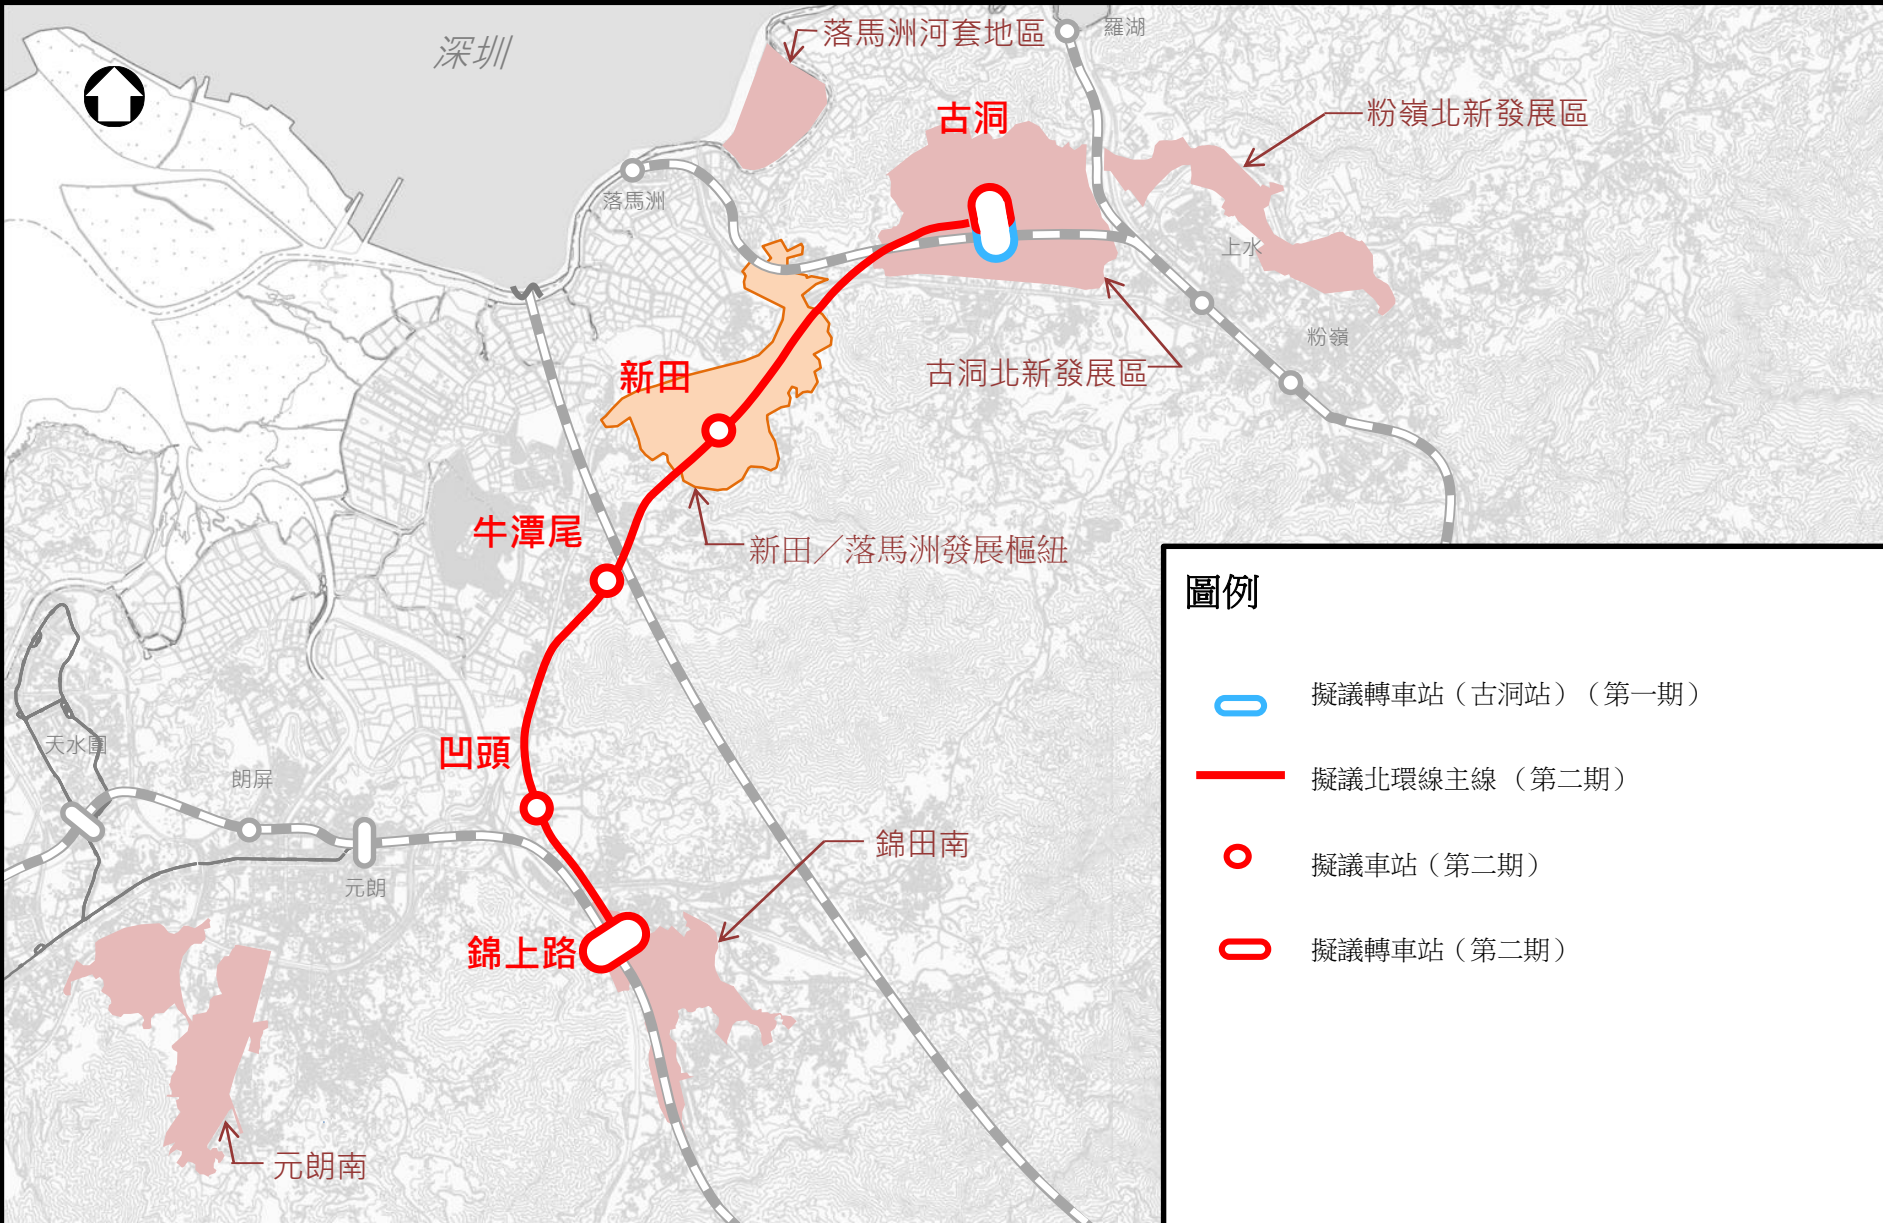 落馬洲河套地區
羅湖
深圳
粉嶺北新發展區
古洞
落馬洲
上水
粉嶺
古洞北新發展區
新田
牛潭尾
新田／落馬洲發展樞紐
凹頭
天水圍
朗屏
元朗
錦田南
錦上路
元朗南
圖例
擬議轉車站（古洞站）（第一期）
擬議北環線主線 （第二期）
擬議車站（第二期）
擬議轉車站（第二期）